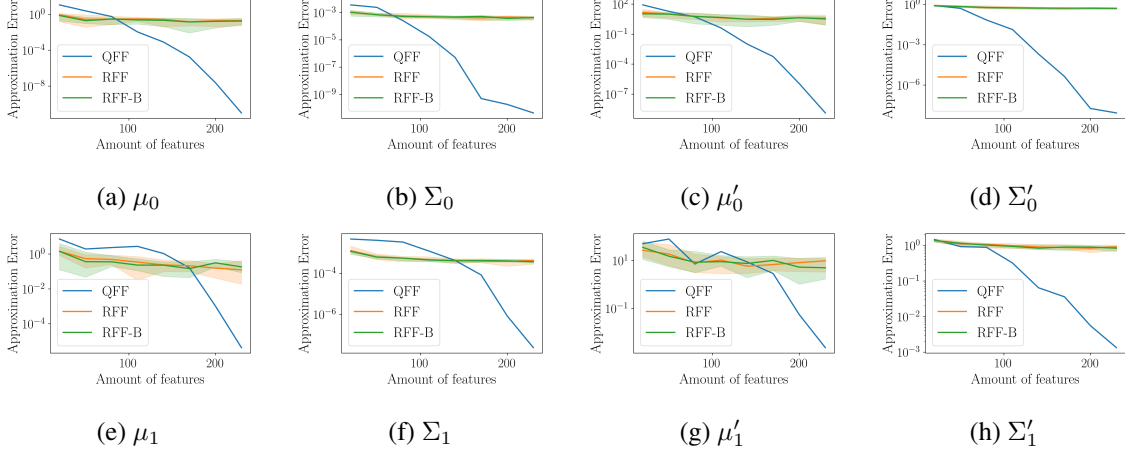 Approximation Error
10^0
10^{-4}
10^{-8}
QFF
RFF
RFF-B
100
200
Amount of features
(a) μ_0
Approximation Error
10^{-3}
10^{-5}
10^{-7}
10^{-9}
QFF
RFF
RFF-B
100
200
Amount of features
(b) Σ_0
Approximation Error
10^2
10^{-1}
10^{-4}
10^{-7}
QFF
RFF
RFF-B
100
200
Amount of features
(c) μ′_0
Approximation Error
10^0
10^{-3}
10^{-6}
QFF
RFF
RFF-B
100
200
Amount of features
(d) Σ′_0
Approximation Error
10^0
10^{-2}
10^{-4}
QFF
RFF
RFF-B
100
200
Amount of features
(e) μ_1
Approximation Error
10^{-4}
10^{-6}
QFF
RFF
RFF-B
100
200
Amount of features
(f) Σ_1
Approximation Error
10^1
10^{-1}
QFF
RFF
RFF-B
100
200
Amount of features
(g) μ′_1
Approximation Error
10^0
10^{-1}
10^{-2}
10^{-3}
QFF
RFF
RFF-B
100
200
Amount of features
(h) Σ′_1